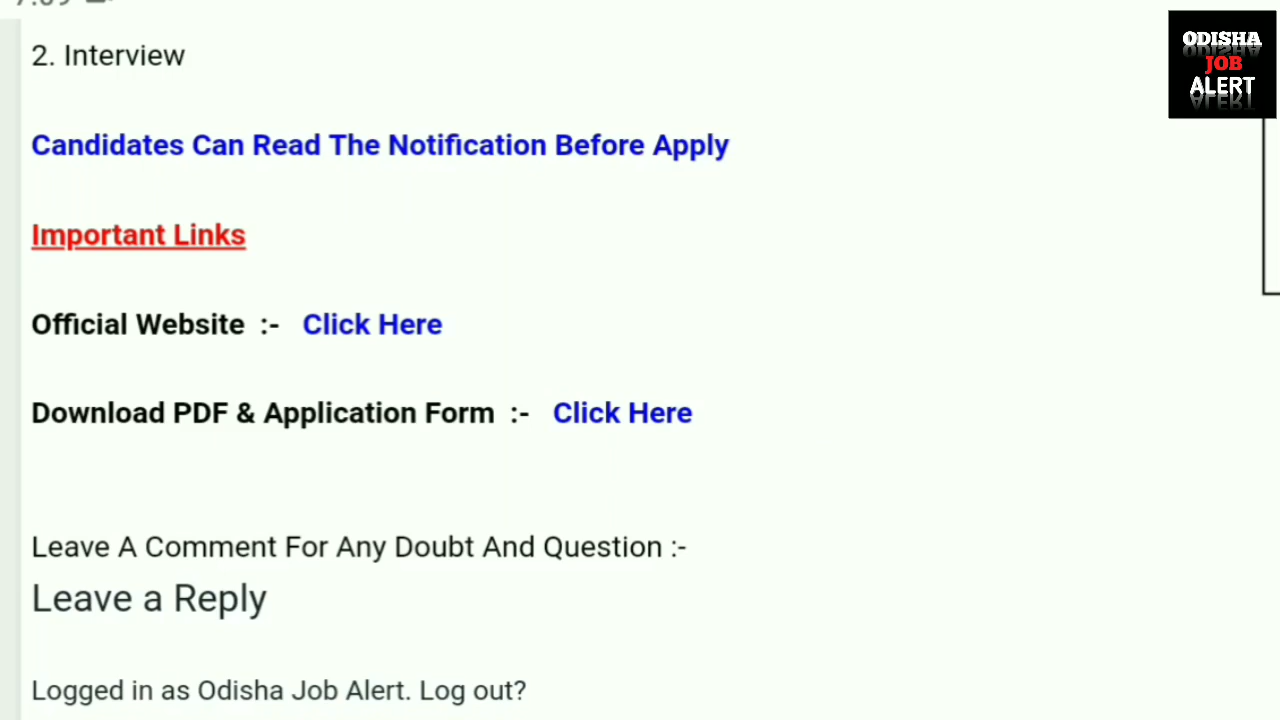 2. Interview
ODISHA
JOB
ALERT
Candidates Can Read The Notification Before Apply
Important Links
Official Website :- Click Here
Download PDF & Application Form :- Click Here
Leave A Comment For Any Doubt And Question :-
Leave a Reply
Logged in as Odisha Job Alert. Log out?